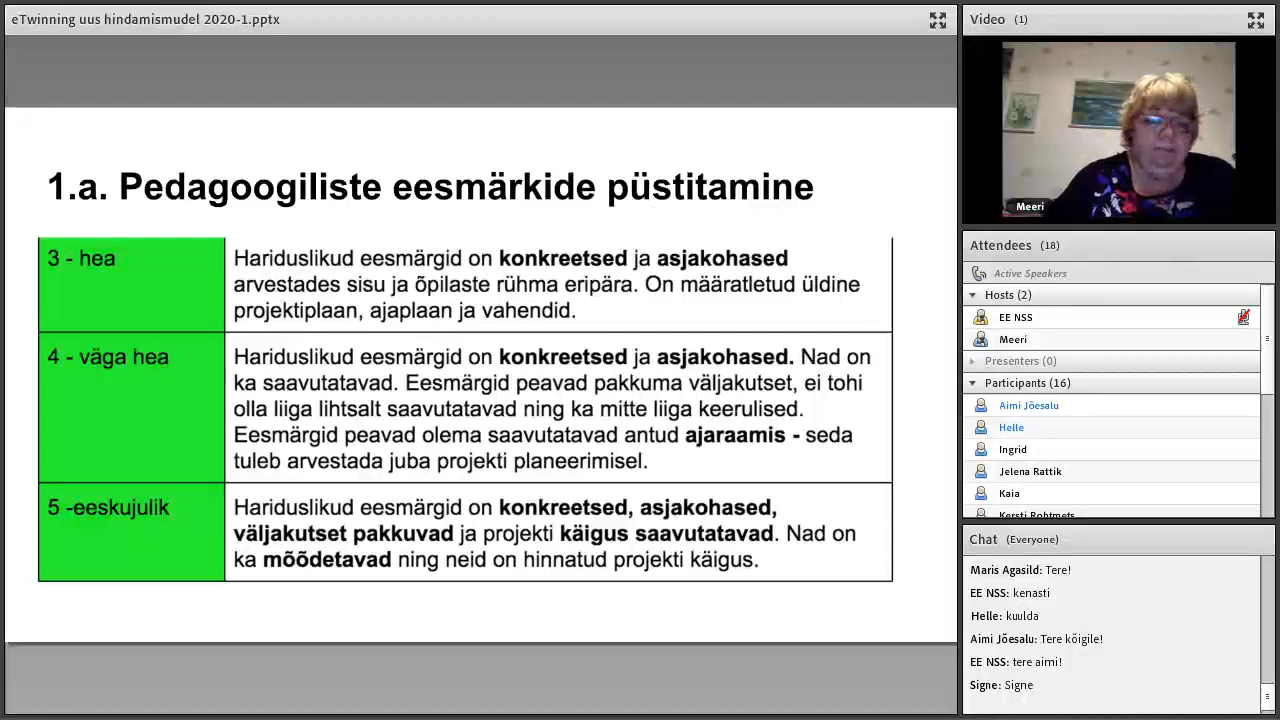 eTwinning uus hindamismudel 2020-1.pptx
1.a. Pedagoogiliste eesmärkide püstitamine
3 - hea
Hariduslikud eesmärgid on konkreetsed ja asjakohased
arvestades sisu ja õpilaste rühma eripära. On määratletud üldine
projektiplaan, ajaplaan ja vahendid.
4 - väga hea
Hariduslikud eesmärgid on konkreetsed ja asjakohased. Nad on
ka saavutatavad. Eesmärgid peavad pakkuma väljakutset, ei tohi
olla liiga lihtsalt saavutatavad ning ka mitte liiga keerulised.
Eesmärgid peavad olema saavutatavad antud ajaraamis - seda
tuleb arvestada juba projekti planeerimisel.
5 -eeskujulik
Hariduslikud eesmärgid on konkreetsed, asjakohased,
väljakutset pakkuvad ja projekti käigus saavutatavad. Nad on
ka mõõdetavad ning neid on hinnatud projekti käigus.
Video (1)
Meeri
Attendees (18)
Active Speakers
Hosts (2)
EE NSS
Meeri
Presenters (0)
Participants (16)
Aimi Jõesalu
Helle
Ingrid
Jelena Rattik
Kaia
Kersti Rohtmets
Chat (Everyone)
Maris Agasild: Tere!
EE NSS: kenasti
Helle: kuulda
Aimi Jõesalu: Tere kõigile!
EE NSS: tere aimi!
Signe: Signe